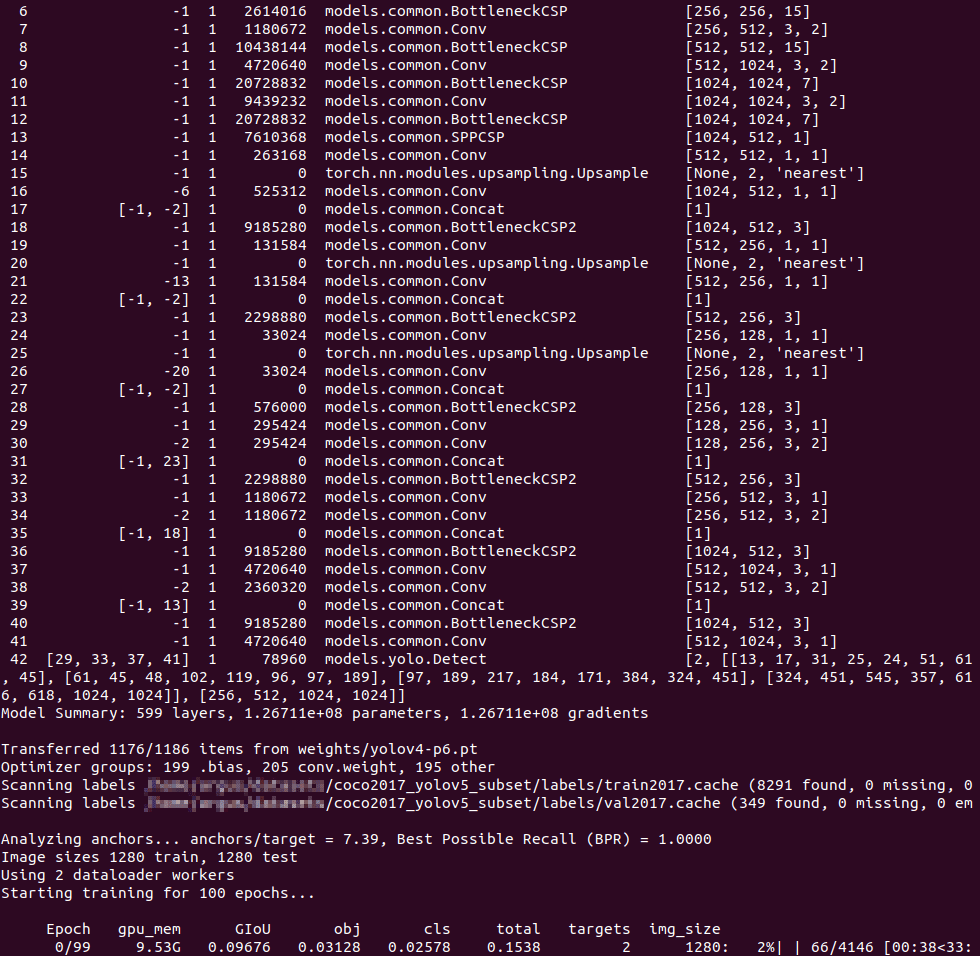 6 -1 1 2614016 models.common.BottleneckCSP [256, 256, 15]
7 -1 1 1180672 models.common.Conv [256, 512, 3, 2]
8 -1 1 10438144 models.common.BottleneckCSP [512, 512, 15]
9 -1 1 4720640 models.common.Conv [512, 1024, 3, 2]
10 -1 1 20728832 models.common.BottleneckCSP [1024, 1024, 7]
11 -1 1 9439232 models.common.Conv [1024, 1024, 3, 2]
12 -1 1 20728832 models.common.BottleneckCSP [1024, 1024, 7]
13 -1 1 7610368 models.common.SPPCSP [1024, 512, 1]
14 -1 1 263168 models.common.Conv [512, 512, 1, 1]
15 -1 1 0 torch.nn.modules.upsampling.Upsample [None, 2, 'nearest']
16 -6 1 525312 models.common.Conv [1024, 512, 1, 1]
17 [-1, -2] 1 0 models.common.Concat [1]
18 -1 1 9185280 models.common.BottleneckCSP2 [1024, 512, 3]
19 -1 1 131584 models.common.Conv [512, 256, 1, 1]
20 -1 1 0 torch.nn.modules.upsampling.Upsample [None, 2, 'nearest']
21 -13 1 131584 models.common.Conv [512, 256, 1, 1]
22 [-1, -2] 1 0 models.common.Concat [1]
23 -1 1 2298880 models.common.BottleneckCSP2 [512, 256, 3]
24 -1 1 33024 models.common.Conv [256, 128, 1, 1]
25 -1 1 0 torch.nn.modules.upsampling.Upsample [None, 2, 'nearest']
26 -20 1 33024 models.common.Conv [256, 128, 1, 1]
27 [-1, -2] 1 0 models.common.Concat [1]
28 -1 1 576000 models.common.BottleneckCSP2 [256, 128, 3]
29 -1 1 295424 models.common.Conv [128, 256, 3, 1]
30 -2 1 295424 models.common.Conv [128, 256, 3, 2]
31 [-1, 23] 1 0 models.common.Concat [1]
32 -1 1 2298880 models.common.BottleneckCSP2 [512, 256, 3]
33 -1 1 1180672 models.common.Conv [256, 512, 3, 1]
34 -2 1 1180672 models.common.Conv [256, 512, 3, 2]
35 [-1, 18] 1 0 models.common.Concat [1]
36 -1 1 9185280 models.common.BottleneckCSP2 [1024, 512, 3]
37 -1 1 4720640 models.common.Conv [512, 1024, 3, 1]
38 -2 1 2360320 models.common.Conv [512, 512, 3, 2]
39 [-1, 13] 1 0 models.common.Concat [1]
40 -1 1 9185280 models.common.BottleneckCSP2 [1024, 512, 3]
41 -1 1 4720640 models.common.Conv [512, 1024, 3, 1]
42 [29, 33, 37, 41] 1 78960 models.yolo.Detect [2, [[13, 17, 31, 25, 24, 51, 61
, 45], [61, 45, 48, 102, 119, 96, 97, 189], [97, 189, 217, 184, 171, 384, 324, 451], [324, 451, 545, 357, 61
6, 618, 1024, 1024]], [256, 512, 1024, 1024]]
Model Summary: 599 layers, 1.26711e+08 parameters, 1.26711e+08 gradients
Transferred 1176/1186 items from weights/yolov4-p6.pt
Optimizer groups: 199 .bias, 205 conv.weight, 195 other
Scanning labels /coco2017_yolov5_subset/labels/train2017.cache (8291 found, 0 missing, 0
Scanning labels /coco2017_yolov5_subset/labels/val2017.cache (349 found, 0 missing, 0 em
Analyzing anchors... anchors/target = 7.39, Best Possible Recall (BPR) = 1.0000
Image sizes 1280 train, 1280 test
Using 2 dataloader workers
Starting training for 100 epochs...
Epoch gpu_mem GIoU obj cls total targets img_size
0/99 9.53G 0.09676 0.03128 0.02578 0.1538 2 1280: 2%| | 66/4146 [00:38<33: